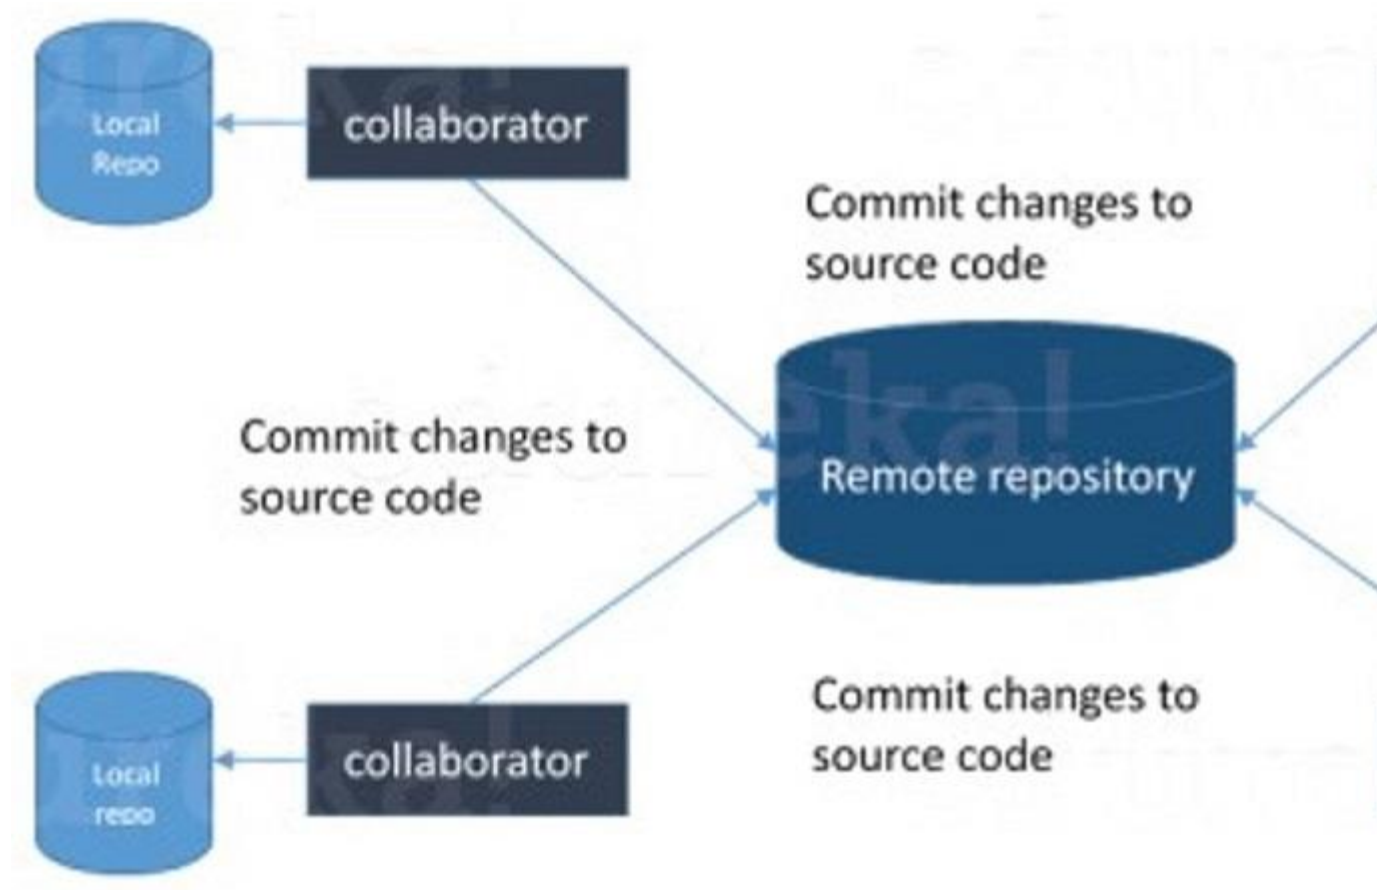 Local
Repo
collaborator
Commit changes to
source code
Commit changes to
source code
Remote repository
Local
repo
collaborator
Commit changes to
source code